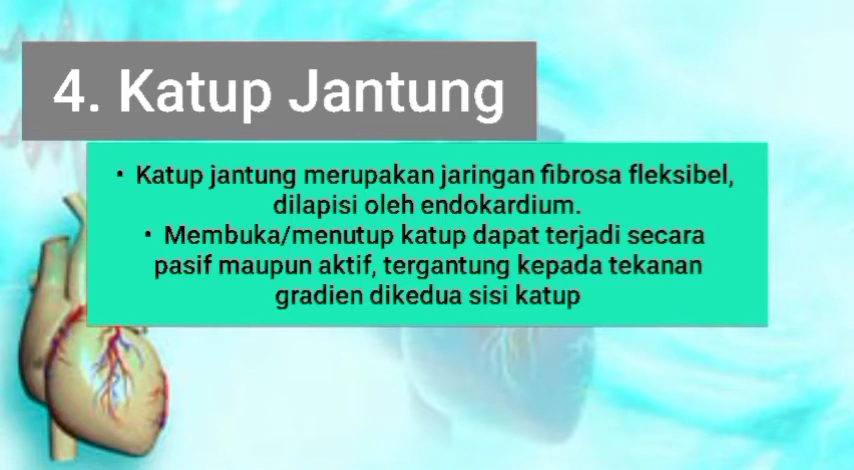 4. Katup Jantung
• Katup jantung merupakan jaringan fibrosa fleksibel,
dilapisi oleh endokardium.
• Membuka/menutup katup dapat terjadi secara
pasif maupun aktif, tergantung kepada tekanan
gradien dikedua sisi katup